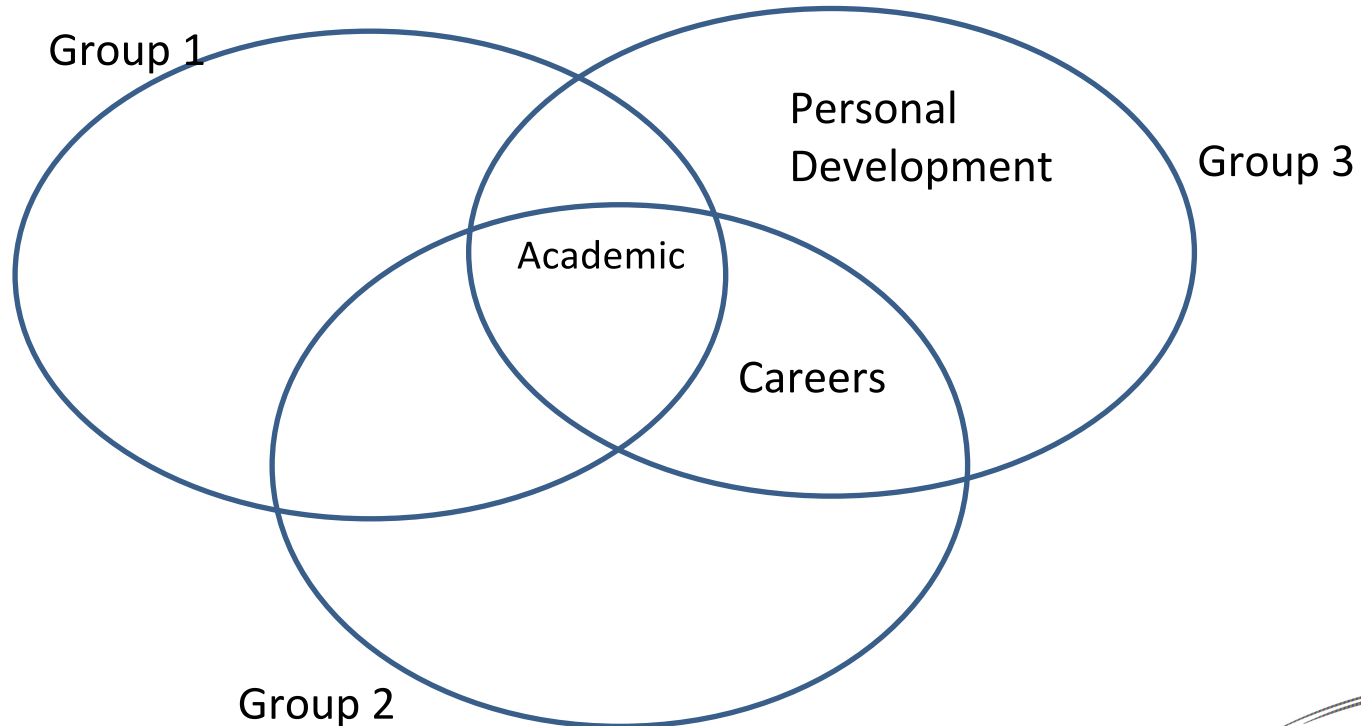 Group 1
Personal
Development
Group 3
Academic
Careers
Group 2